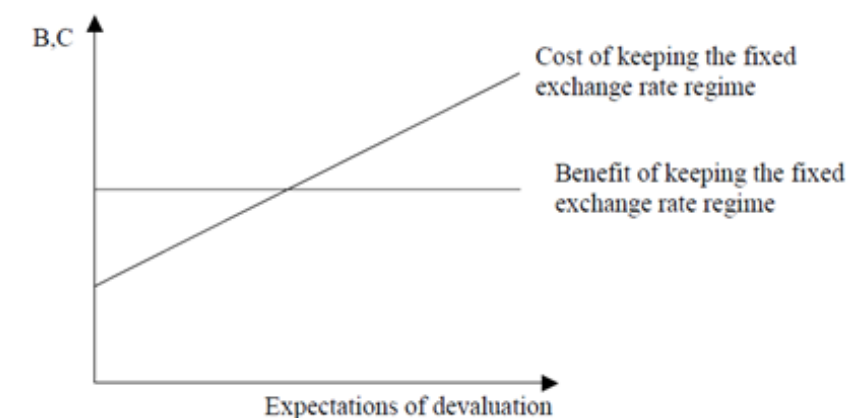 B,C
Cost of keeping the fixed
exchange rate regime
Benefit of keeping the fixed
exchange rate regime
Expectations of devaluation